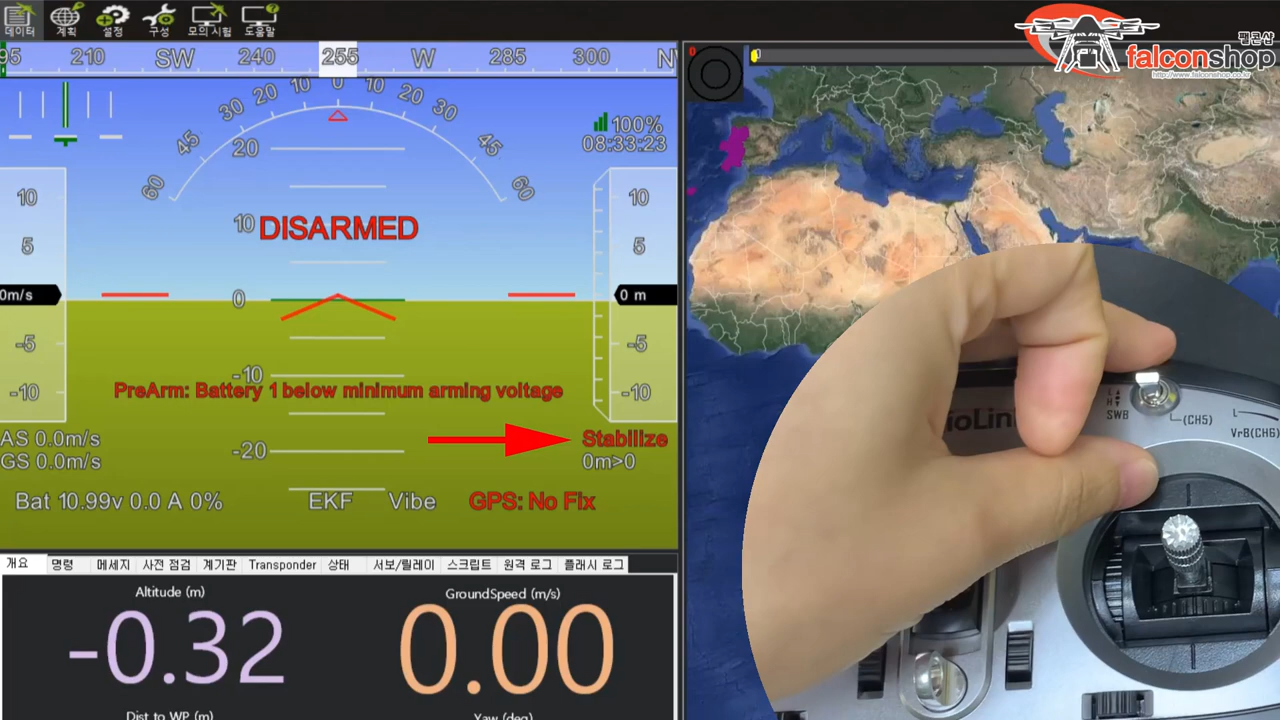 데이터 계획 설정 구성 모의 시험 도움말
팰콘샵
falconshop
http://www.falconshop.co.kr
95 210 SW 240 255 W 285 300 N
0
60 45 30 20 10 0 10 20 30 45 60
100%
08:33:23
20
10 10 10
DISARMED
5 5
0m/s 0 0 m
-5 -5
-10 -10 -10
PreArm: Battery 1 below minimum arming voltage
AS 0.0m/s -20 Stabilize
GS 0.0m/s 0m>0
Bat 10.99v 0.0 A 0% EKF Vibe GPS: No Fix
개요 명령 메세지 사전 점검 계기판 Transponder 상태 서보/릴레이 스크립트 원격 로그 플래시 로그
Altitude (m) GroundSpeed (m/s)
-0.32 0.00
Dist to WP (m) Yaw (deg)
L
H
SWB
(CH5)
L
VrB(CH6)